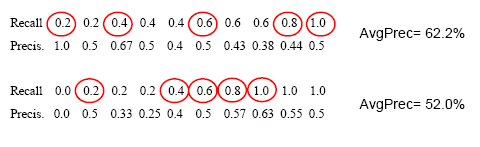 Recall 0.2 0.2 0.4 0.4 0.4 0.6 0.6 0.6 0.8 1.0
Precis. 1.0 0.5 0.67 0.5 0.4 0.5 0.43 0.38 0.44 0.5
AvgPrec= 62.2%
Recall 0.0 0.2 0.2 0.2 0.4 0.6 0.8 1.0 1.0 1.0
Precis. 0.0 0.5 0.33 0.25 0.4 0.5 0.57 0.63 0.55 0.5
AvgPrec= 52.0%